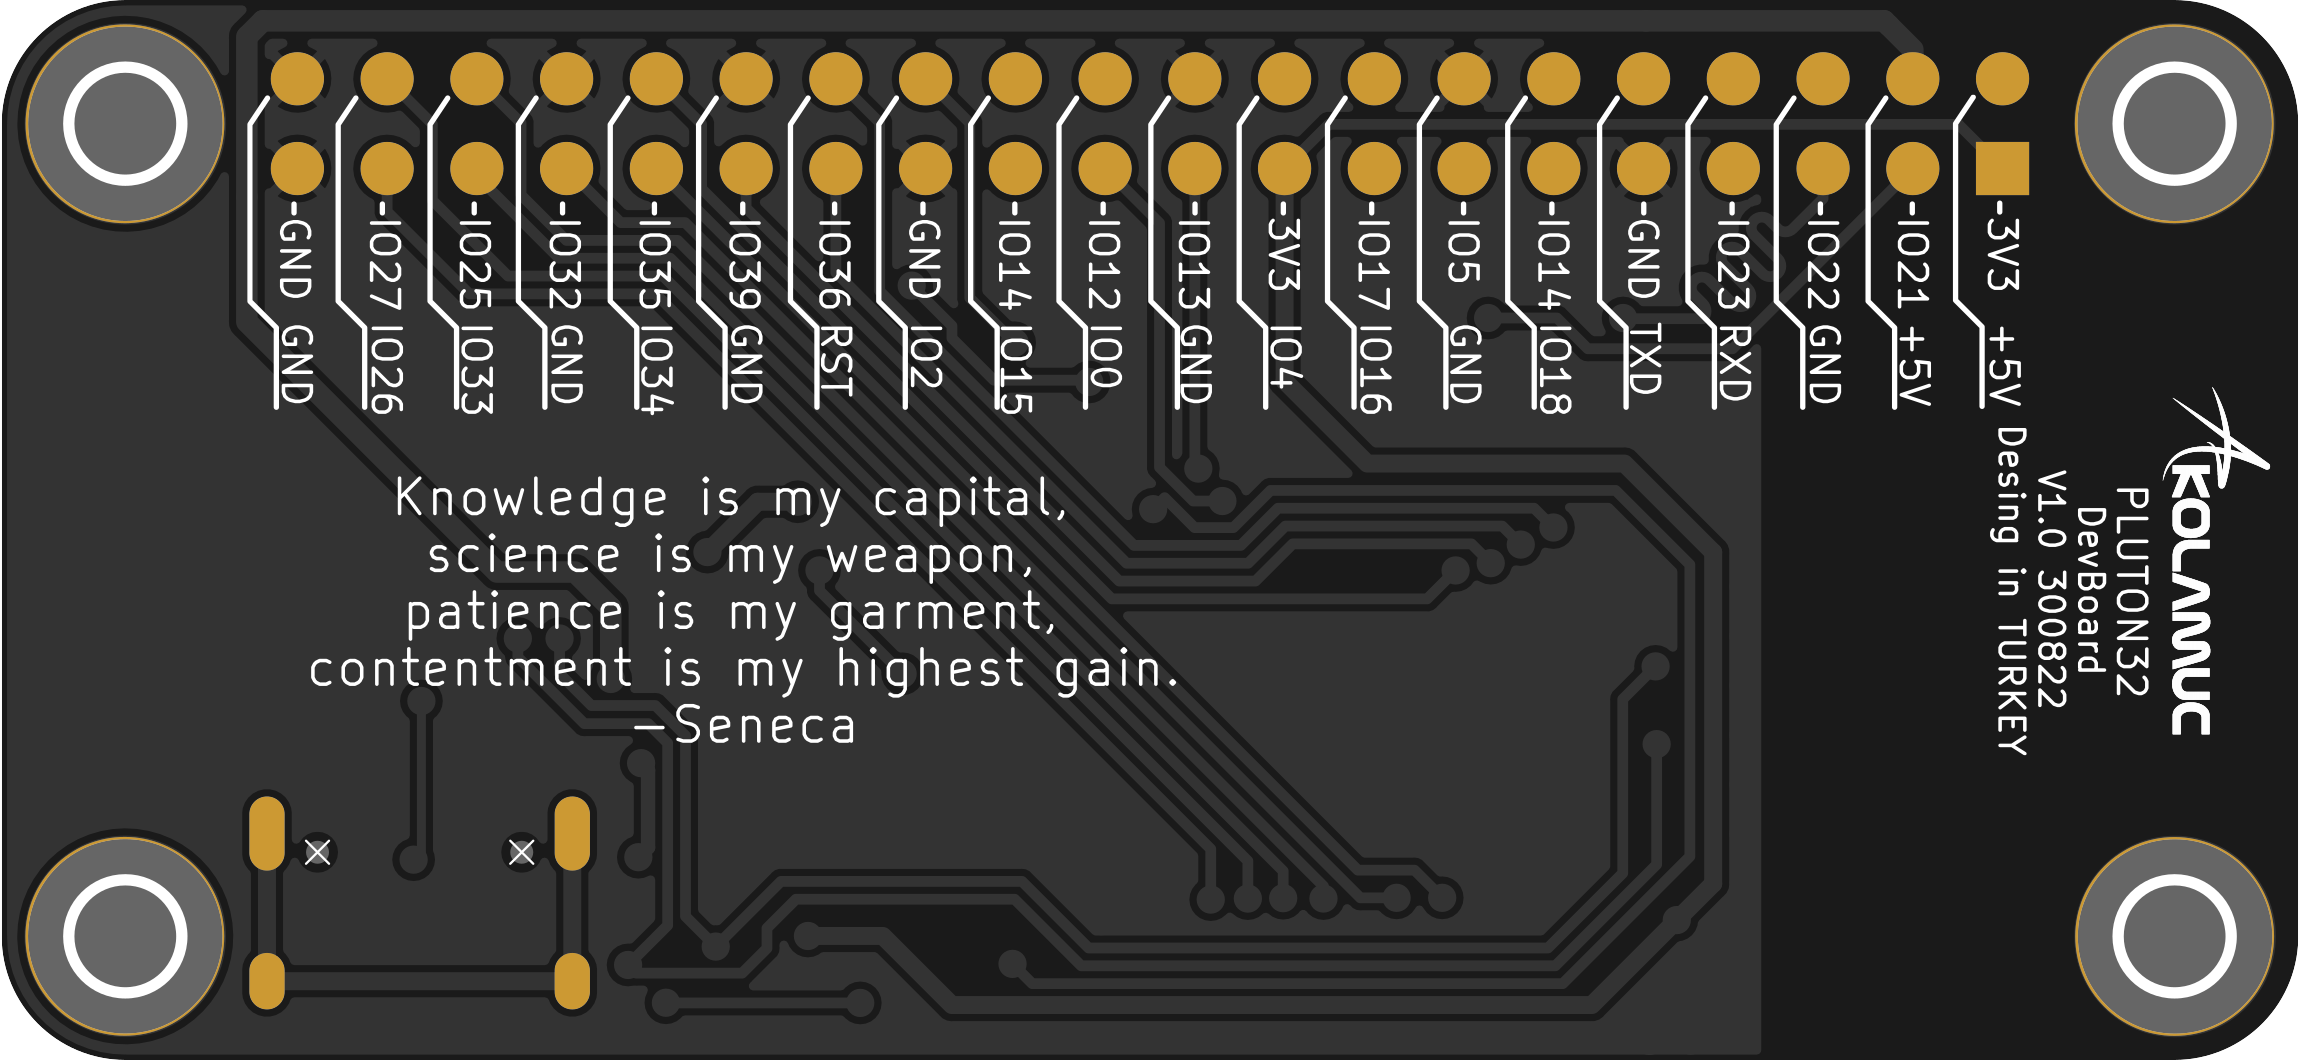 -GND GND
-IO27 IO26
-IO25 IO33
-IO32 GND
-IO35 IO34
-IO39 GND
-IO36 RST
-GND IO2
-IO14 IO15
-IO12 IO0
-IO13 GND
-3V3 IO4
-IO17 IO16
-IO5 GND
-IO14 IO18
-GND TXD
-IO23 RXD
-IO22 GND
-IO21 +5V
-3V3 +5V
Knowledge is my capital,
science is my weapon,
patience is my garment,
contentment is my highest gain.
-Seneca
KOLANUC
PLUTON32
DevBoard
V1.0 300822
Desing in TURKEY